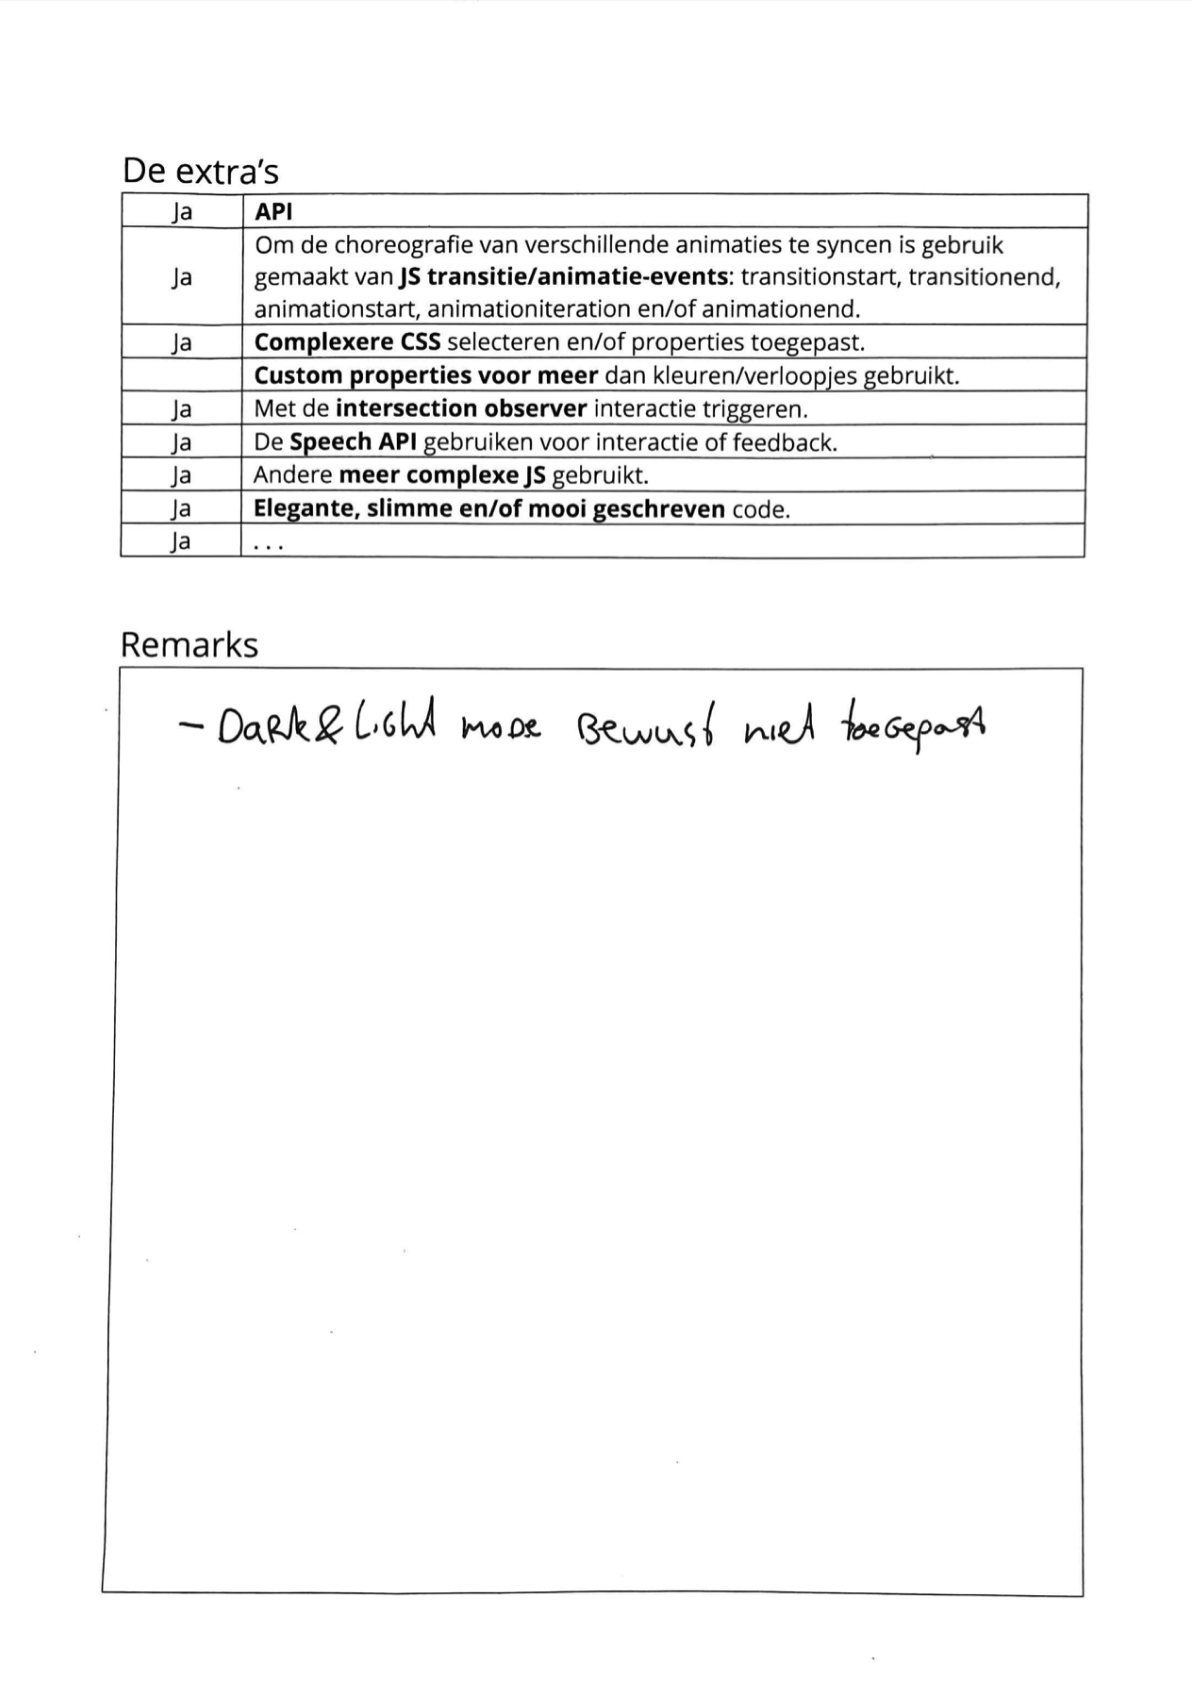 De extra's
Ja API
Om de choreografie van verschillende animaties te syncen is gebruik
Ja gemaakt van JS transitie/animatie-events: transitionstart, transitionend,
animationstart, animationiteration en/of animationend.
Ja Complexere CSS selecteren en/of properties toegepast.
Custom properties voor meer dan kleuren/verloopjes gebruikt.
Ja Met de intersection observer interactie triggeren.
Ja De Speech API gebruiken voor interactie of feedback.
Ja Andere meer complexe JS gebruikt.
Ja Elegante, slimme en/of mooi geschreven code.
Ja . . .
Remarks
- Dark & Light mode Bewust niet toegepast